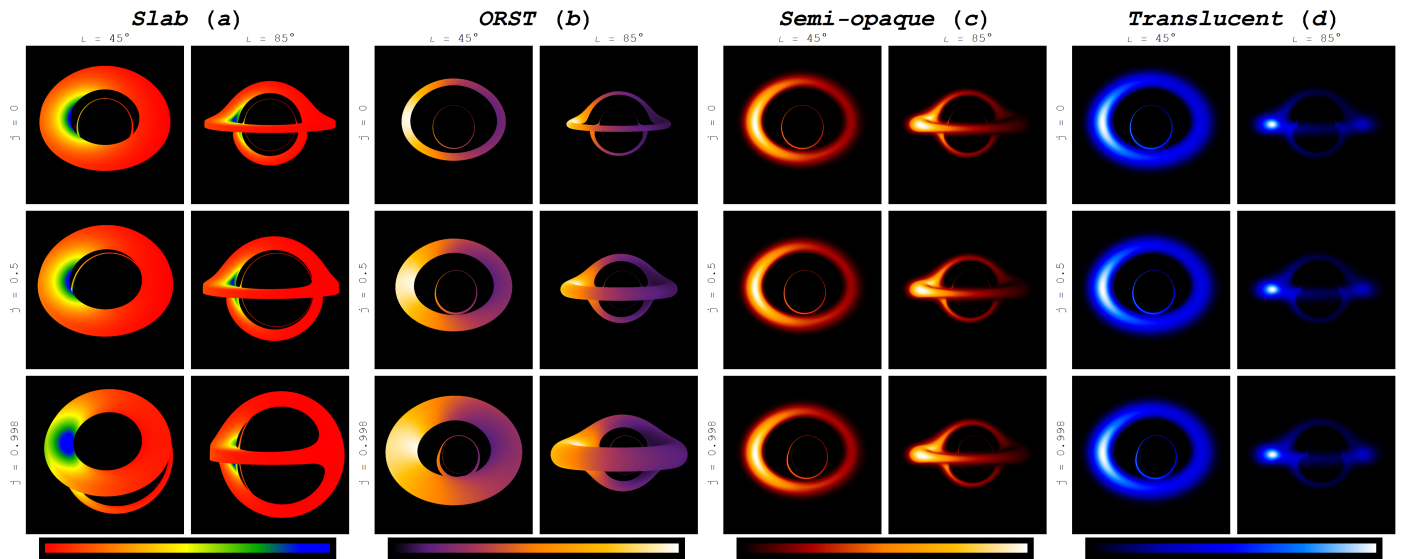 Slab (a) ORST (b) Semi-opaque (c) Translucent (d)
ι = 45° ι = 85° ι = 45° ι = 85° ι = 45° ι = 85° ι = 45° ι = 85°
j = 0 j = 0 j = 0 j = 0
j = 0.5 j = 0.5 j = 0.5 j = 0.5
j = 0.998 j = 0.998 j = 0.998 j = 0.998